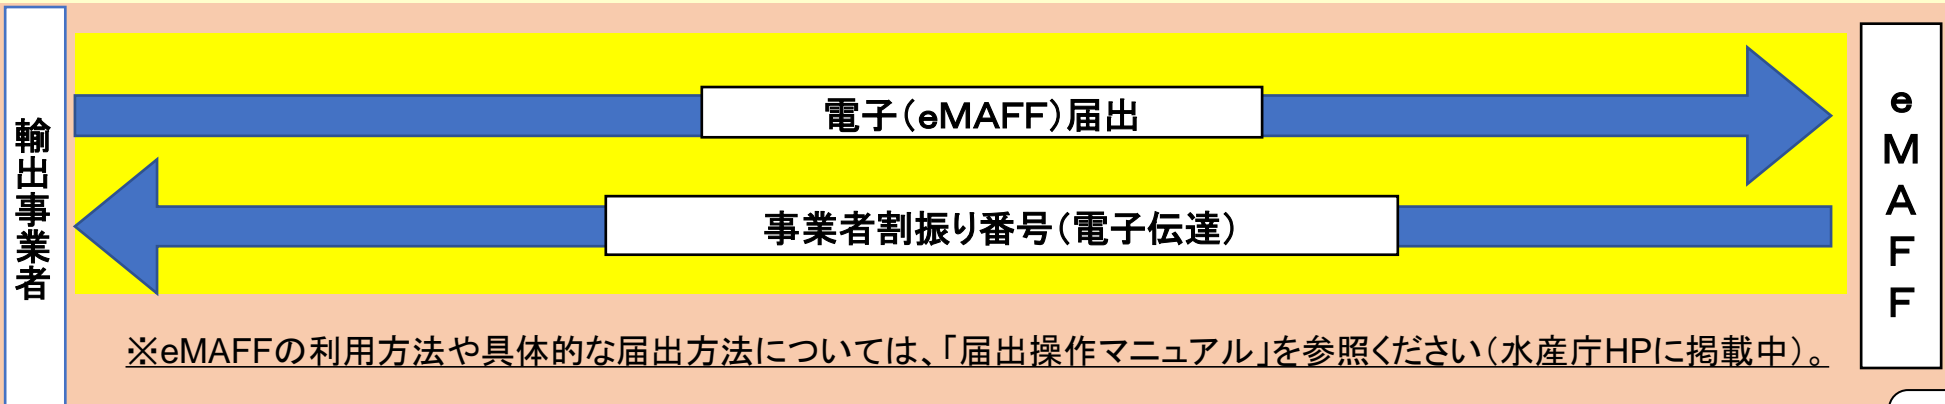 輸出事業者
電子（eMAFF）届出
事業者割振り番号（電子伝達）
eMAFF
※eMAFFの利用方法や具体的な届出方法については、「届出操作マニュアル」を参照ください（水産庁HPに掲載中）。